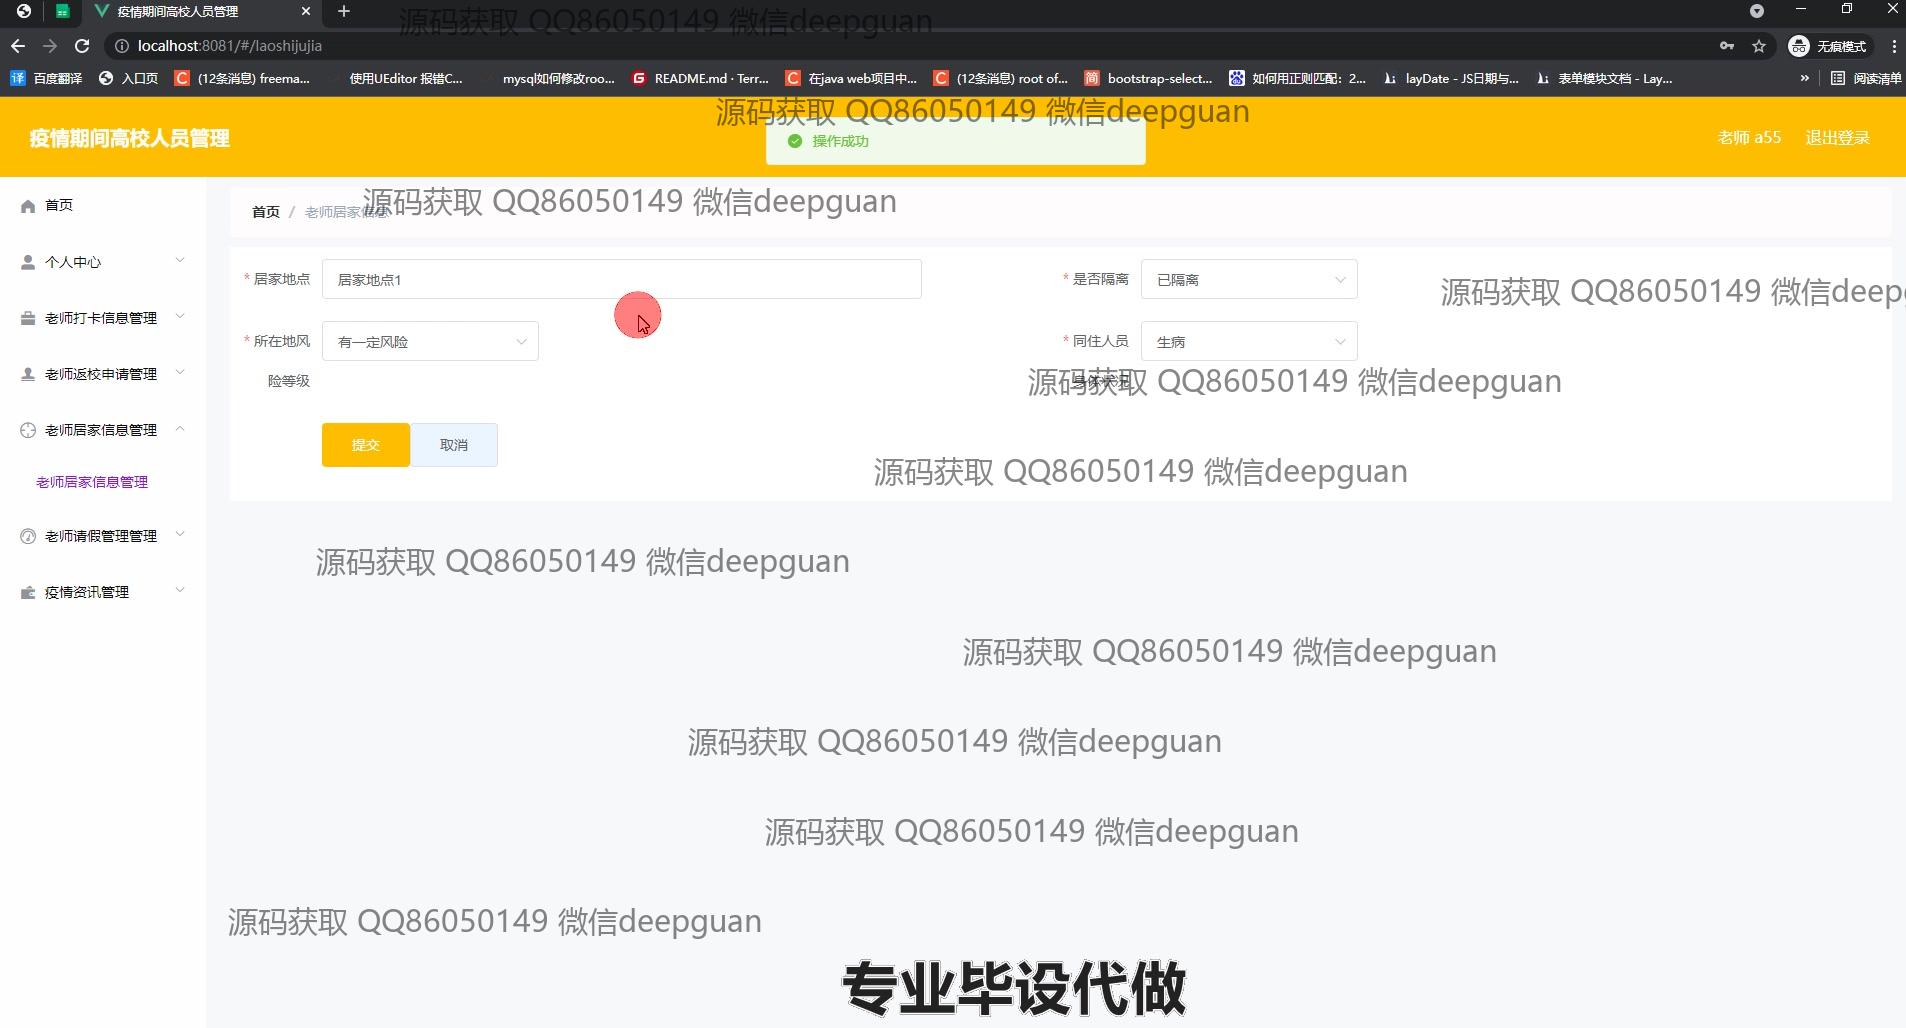 疫情期间高校人员管理
源码获取 QQ86050149 微信deepguan
localhost:8081/#/laoshijujia
无痕模式
百度翻译
入口页
(12条消息) freema...
使用UEditor 报错C...
mysql如何修改roo...
README.md · Terr...
在java web项目中...
(12条消息) root of...
bootstrap-select...
如何用正则匹配：2...
layDate - JS日期与...
表单模块文档 - Lay...
»
阅读清单
源码获取 QQ86050149 微信deepguan
疫情期间高校人员管理
操作成功
老师 a55
退出登录
首页
个人中心
老师打卡信息管理
老师返校申请管理
老师居家信息管理
老师居家信息管理
老师请假管理管理
疫情资讯管理
源码获取 QQ86050149 微信deepguan
首页 / 老师居家信息
* 居家地点
居家地点1
* 是否隔离
已隔离
源码获取 QQ86050149 微信deep
* 所在地风险等级
有一定风险
* 同住人员身体状况
生病
源码获取 QQ86050149 微信deepguan
提交
取消
源码获取 QQ86050149 微信deepguan
源码获取 QQ86050149 微信deepguan
源码获取 QQ86050149 微信deepguan
源码获取 QQ86050149 微信deepguan
源码获取 QQ86050149 微信deepguan
源码获取 QQ86050149 微信deepguan
专业毕设代做